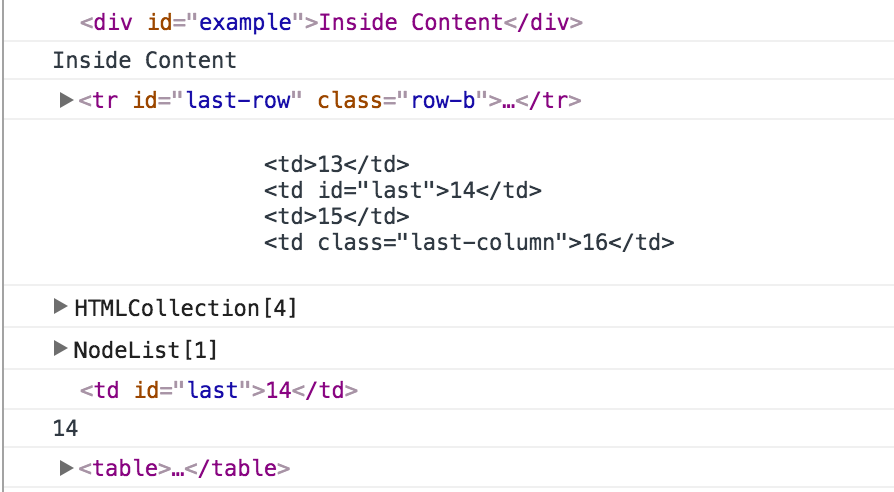 <div id="example">Inside Content</div>
Inside Content
▶<tr id="last-row" class="row-b">…</tr>
<td>13</td>
<td id="last">14</td>
<td>15</td>
<td class="last-column">16</td>
▶HTMLCollection[4]
▶NodeList[1]
<td id="last">14</td>
14
▶<table>…</table>